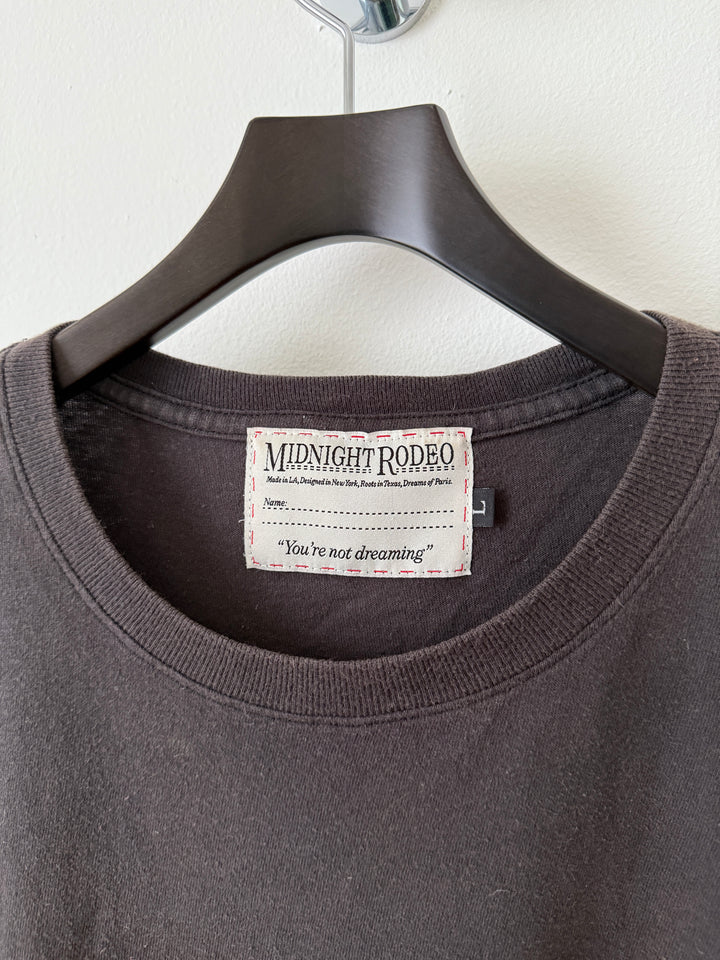 MIDNIGHT RODEO
Made in LA, Designed in New York, Roots in Texas, Dreams of Paris.
Name:
"You're not dreaming"
L